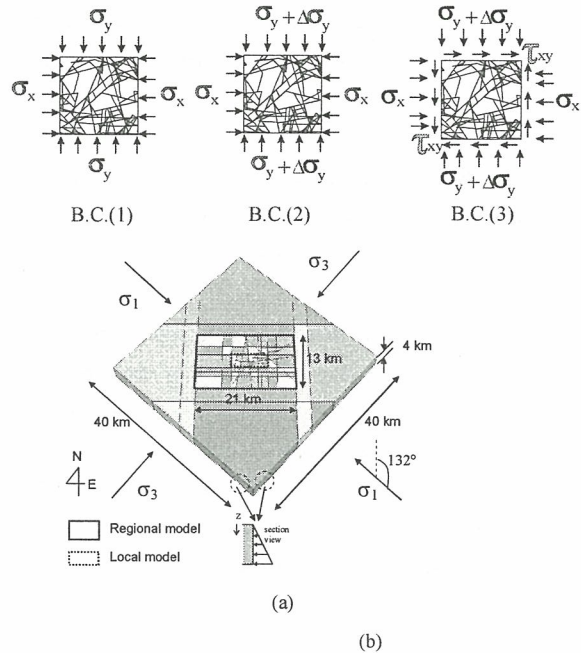 σy σy + Δσy σy + Δσy
τxy
σx σx σx σx σx σx
τxy
σy σy + Δσy σy + Δσy
B.C.(1) B.C.(2) B.C.(3)
σ1 σ3
4 km
13 km
21 km
40 km 40 km
N
E
σ3 σ1 132°
z section
view
Regional model
Local model
(a)
(b)